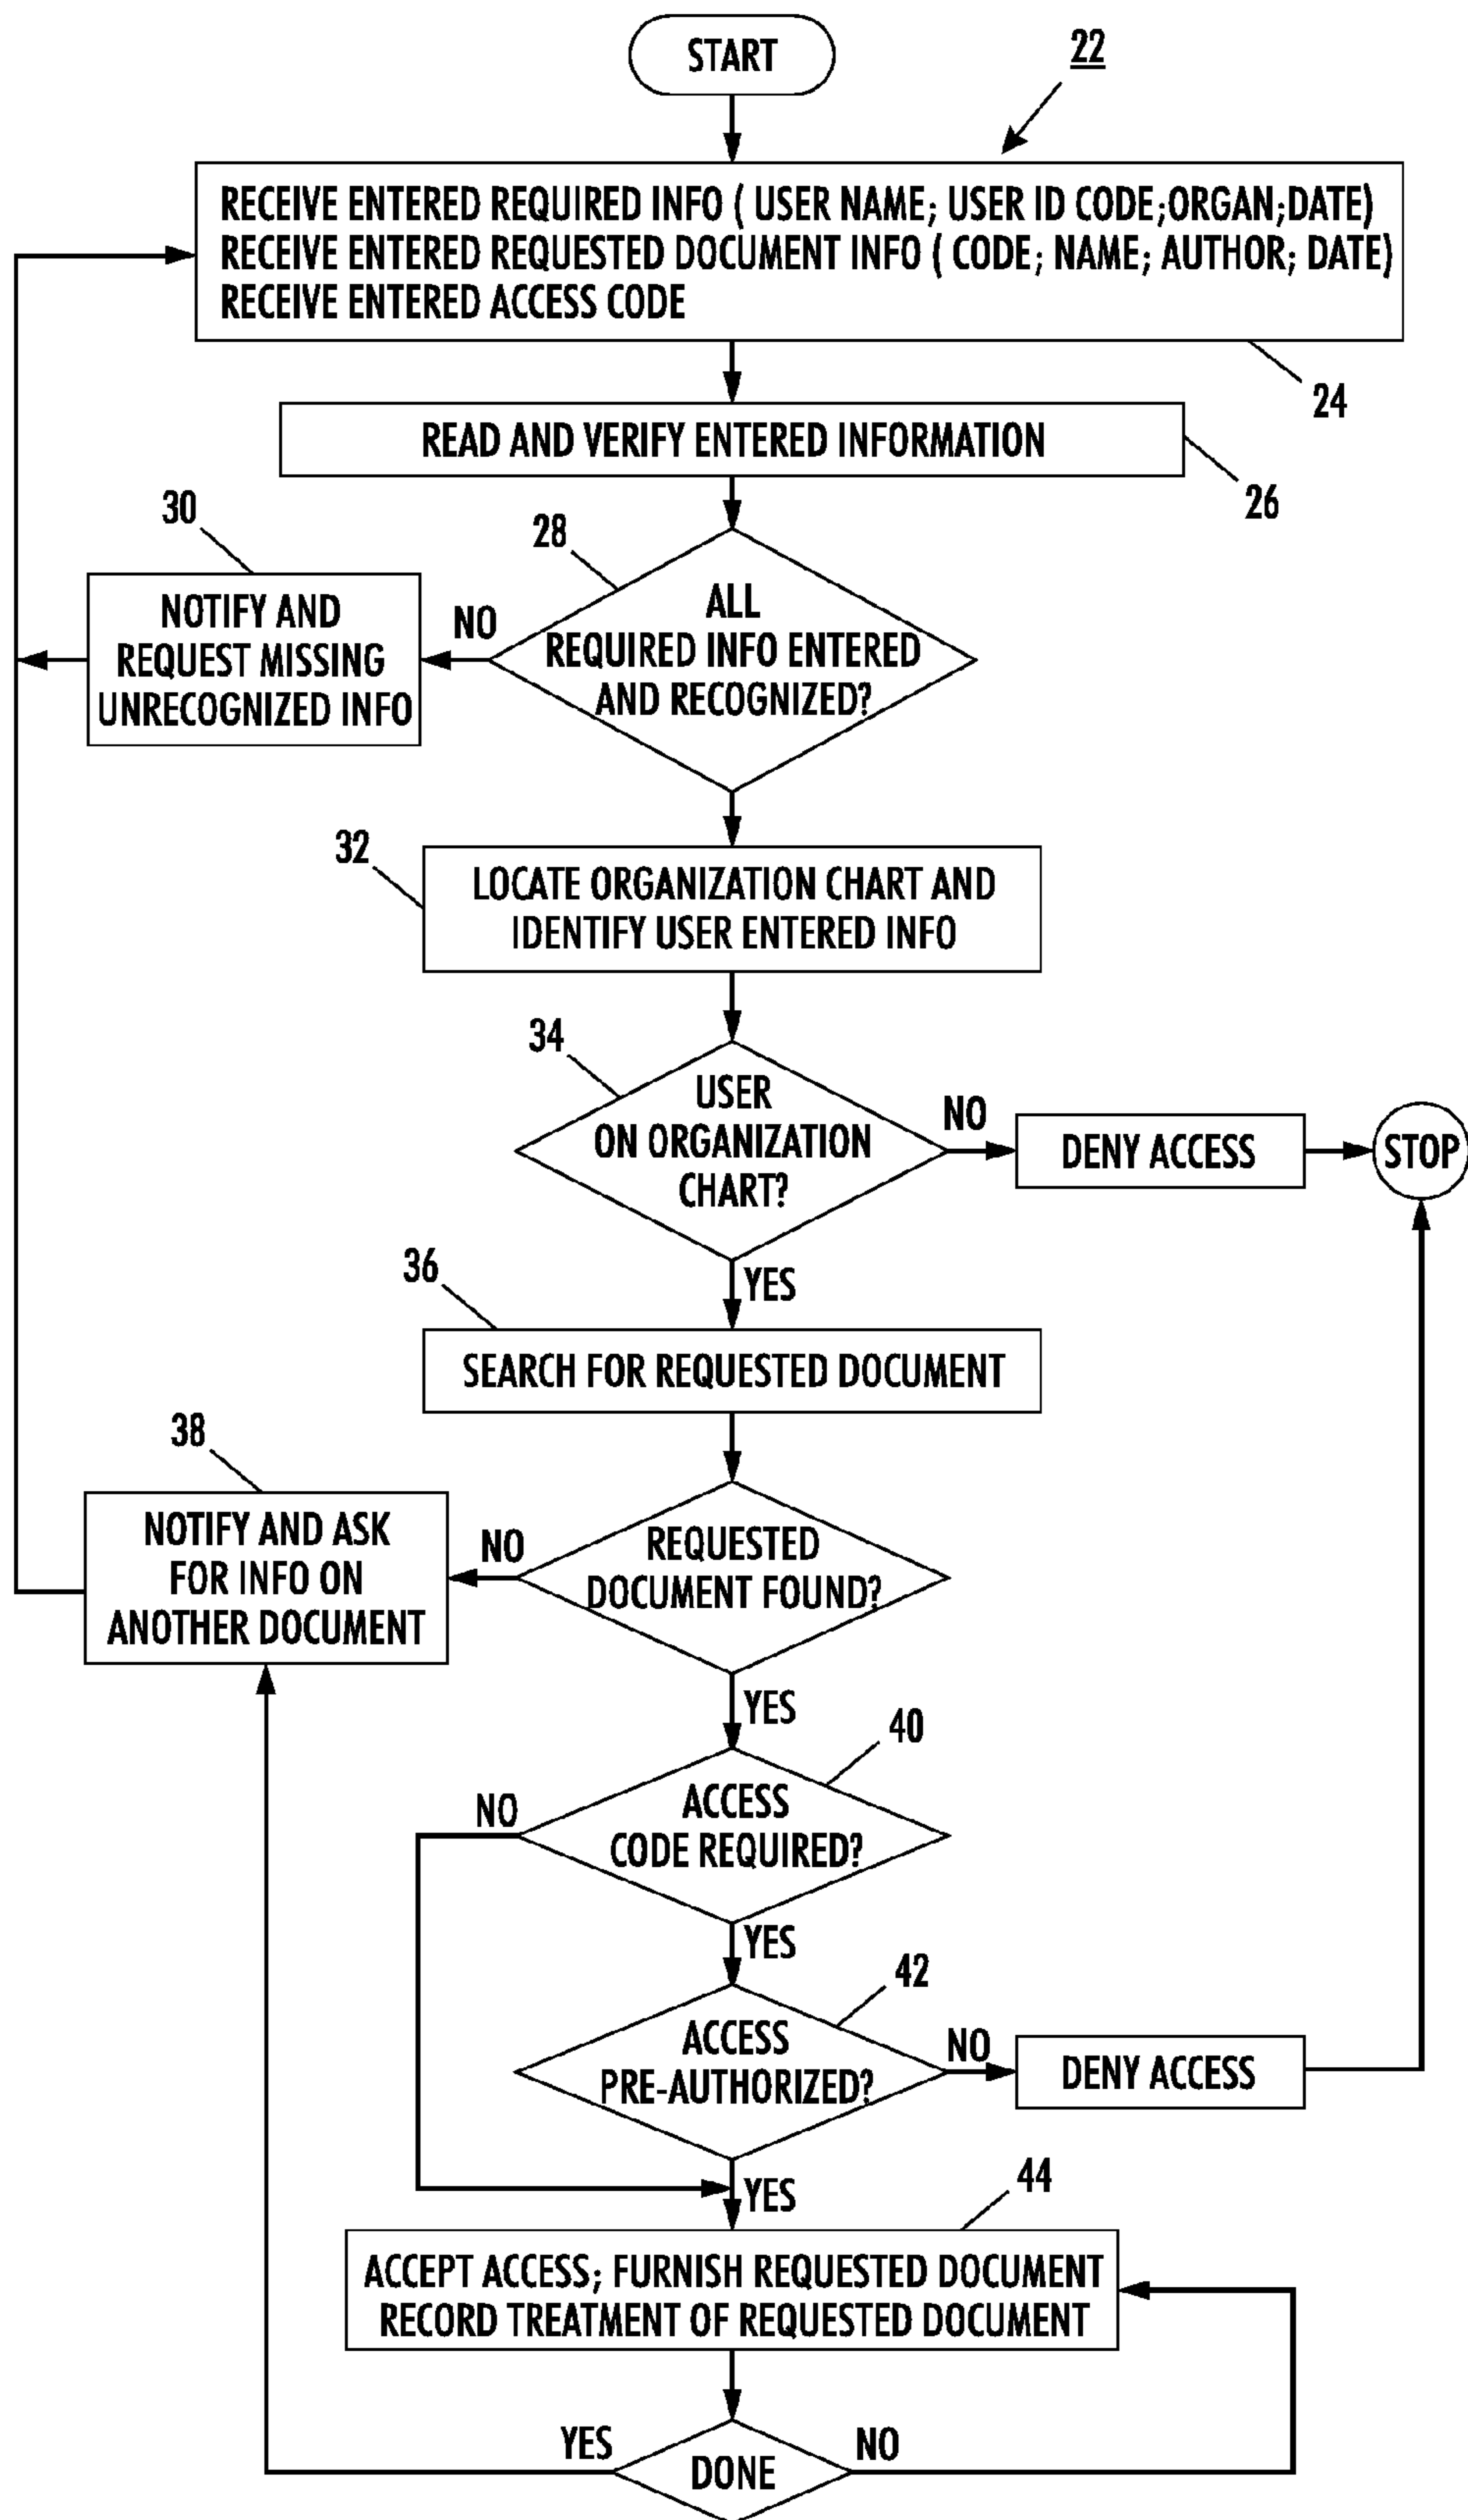 START
22
RECEIVE ENTERED REQUIRED INFO ( USER NAME; USER ID CODE;ORGAN;DATE)
RECEIVE ENTERED REQUESTED DOCUMENT INFO ( CODE; NAME; AUTHOR; DATE)
RECEIVE ENTERED ACCESS CODE
24
READ AND VERIFY ENTERED INFORMATION
26
28
ALL
REQUIRED INFO ENTERED
AND RECOGNIZED?
NO
30
NOTIFY AND
REQUEST MISSING
UNRECOGNIZED INFO
32
LOCATE ORGANIZATION CHART AND
IDENTIFY USER ENTERED INFO
34
USER
ON ORGANIZATION
CHART?
NO
DENY ACCESS
STOP
YES
36
SEARCH FOR REQUESTED DOCUMENT
38
NOTIFY AND ASK
FOR INFO ON
ANOTHER DOCUMENT
NO
REQUESTED
DOCUMENT FOUND?
YES
40
NO
ACCESS
CODE REQUIRED?
YES
42
ACCESS
PRE-AUTHORIZED?
NO
DENY ACCESS
YES
44
ACCEPT ACCESS; FURNISH REQUESTED DOCUMENT
RECORD TREATMENT OF REQUESTED DOCUMENT
YES
DONE
NO